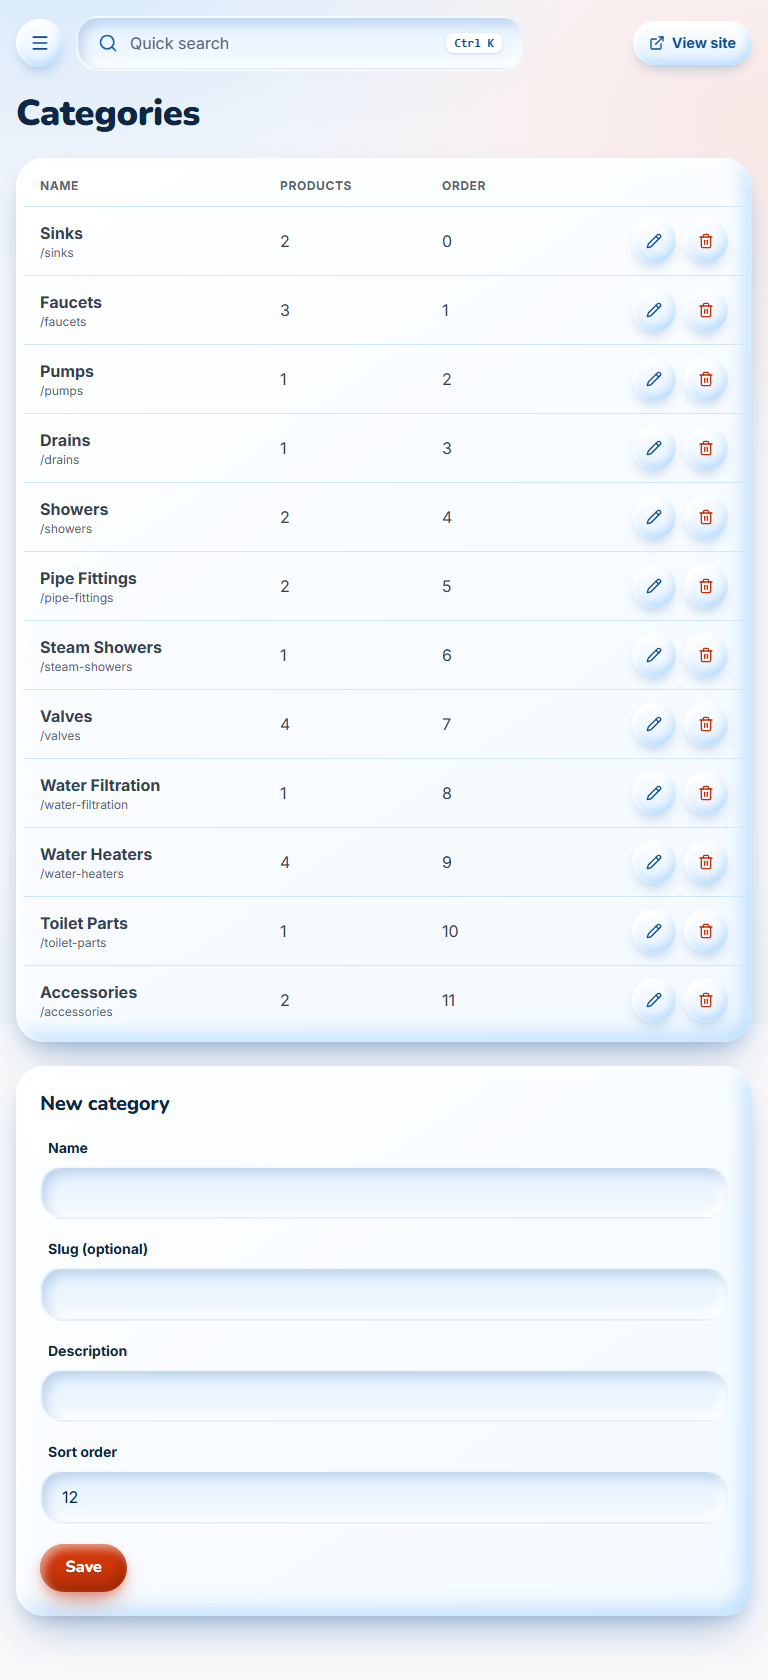 Quick search Ctrl K View site
Categories
NAME PRODUCTS ORDER
Sinks 2 0
/sinks
Faucets 3 1
/faucets
Pumps 1 2
/pumps
Drains 1 3
/drains
Showers 2 4
/showers
Pipe Fittings 2 5
/pipe-fittings
Steam Showers 1 6
/steam-showers
Valves 4 7
/valves
Water Filtration 1 8
/water-filtration
Water Heaters 4 9
/water-heaters
Toilet Parts 1 10
/toilet-parts
Accessories 2 11
/accessories
New category
Name
Slug (optional)
Description
Sort order
12
Save